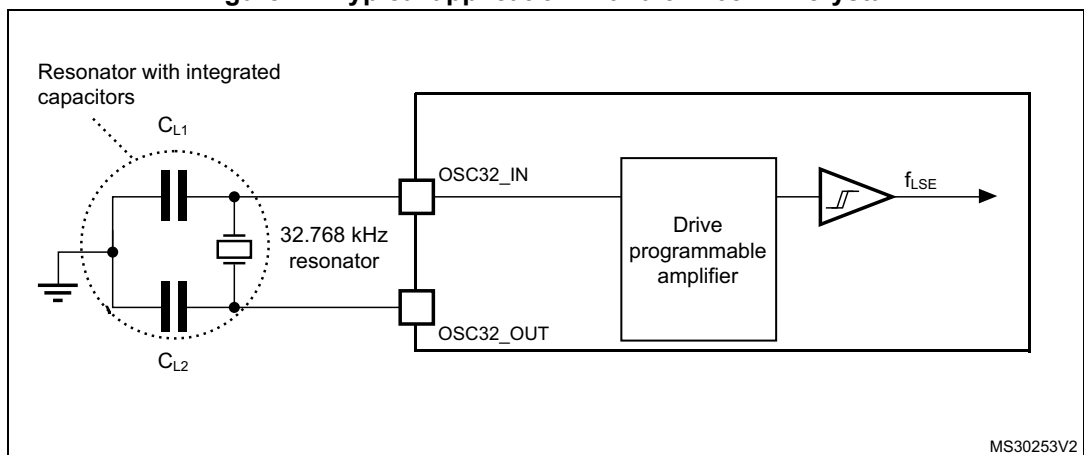 Resonator with integrated
capacitors
CL1
OSC32_IN
fLSE
32.768 kHz
resonator
Drive
programmable
amplifier
OSC32_OUT
CL2
MS30253V2